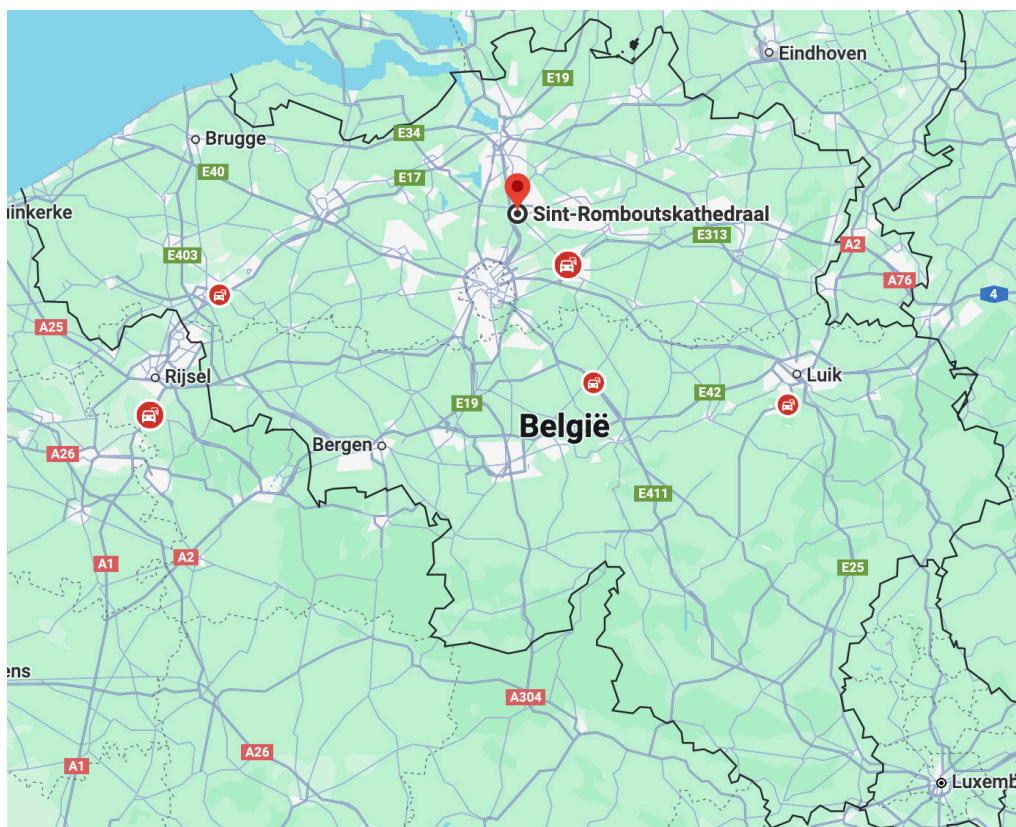 Eindhoven
E19
Brugge
E34
E40
E17
uinkerke
Sint-Romboutskathedraal
E313
A2
E403
A76
4
A25
Rijsel
Luik
E42
E19
België
Bergen
A26
E411
A1
A2
E25
ens
A304
A26
A1
Luxemb